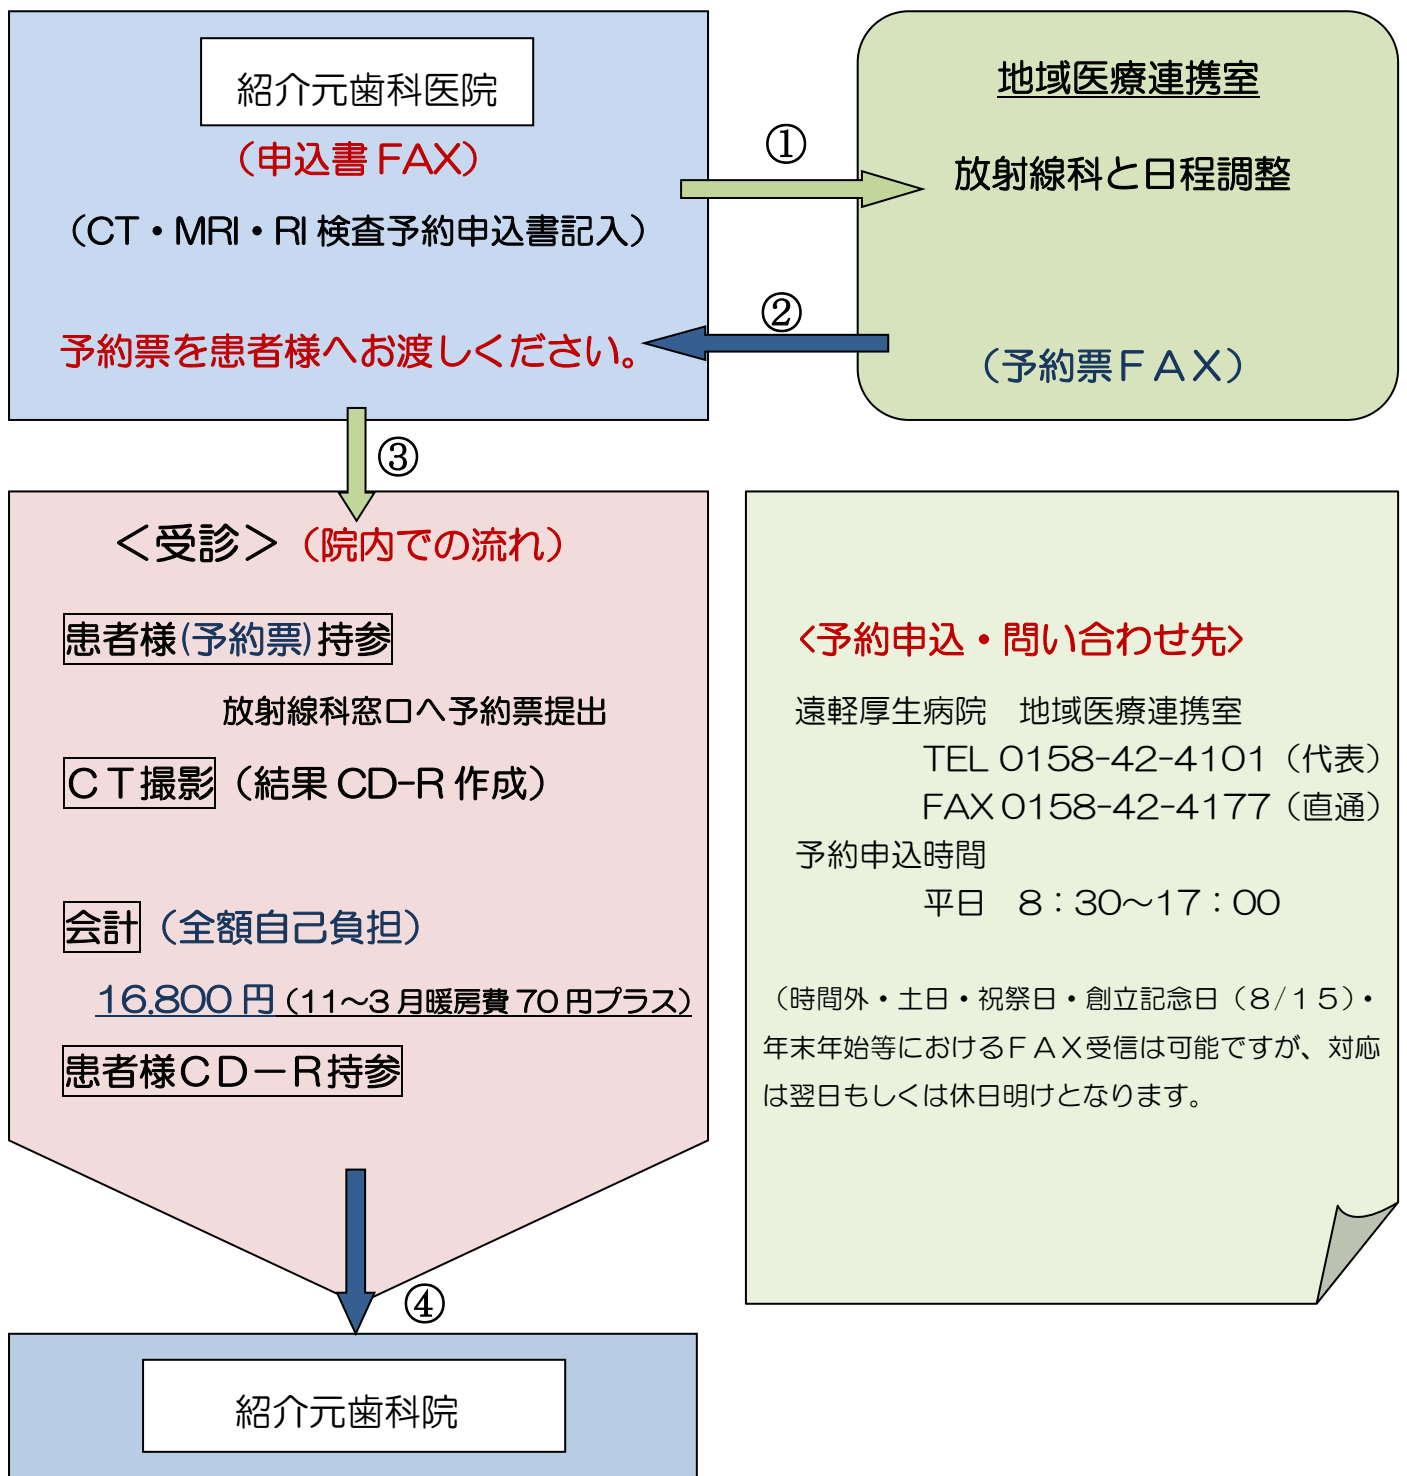 紹介元歯科医院
（申込書 FAX）
（CT・MRI・RI 検査予約申込書記入）
予約票を患者様へお渡しください。
①
②
地域医療連携室
放射線科と日程調整
（予約票ＦＡＸ）
③
＜受診＞（院内での流れ）
患者様(予約票)持参
放射線科窓口へ予約票提出
ＣＴ撮影（結果 CD-R 作成）
会計（全額自己負担）
16.800 円（11～3 月暖房費 70 円プラス）
患者様ＣＤ－Ｒ持参
<予約申込・問い合わせ先>
遠軽厚生病院　地域医療連携室
TEL 0158-42-4101（代表）
FAX 0158-42-4177（直通）
予約申込時間
平日　8：30～17：00
（時間外・土日・祝祭日・創立記念日（８/１５）・
年末年始等におけるＦＡＸ受信は可能ですが、対応
は翌日もしくは休日明けとなります。
④
紹介元歯科院